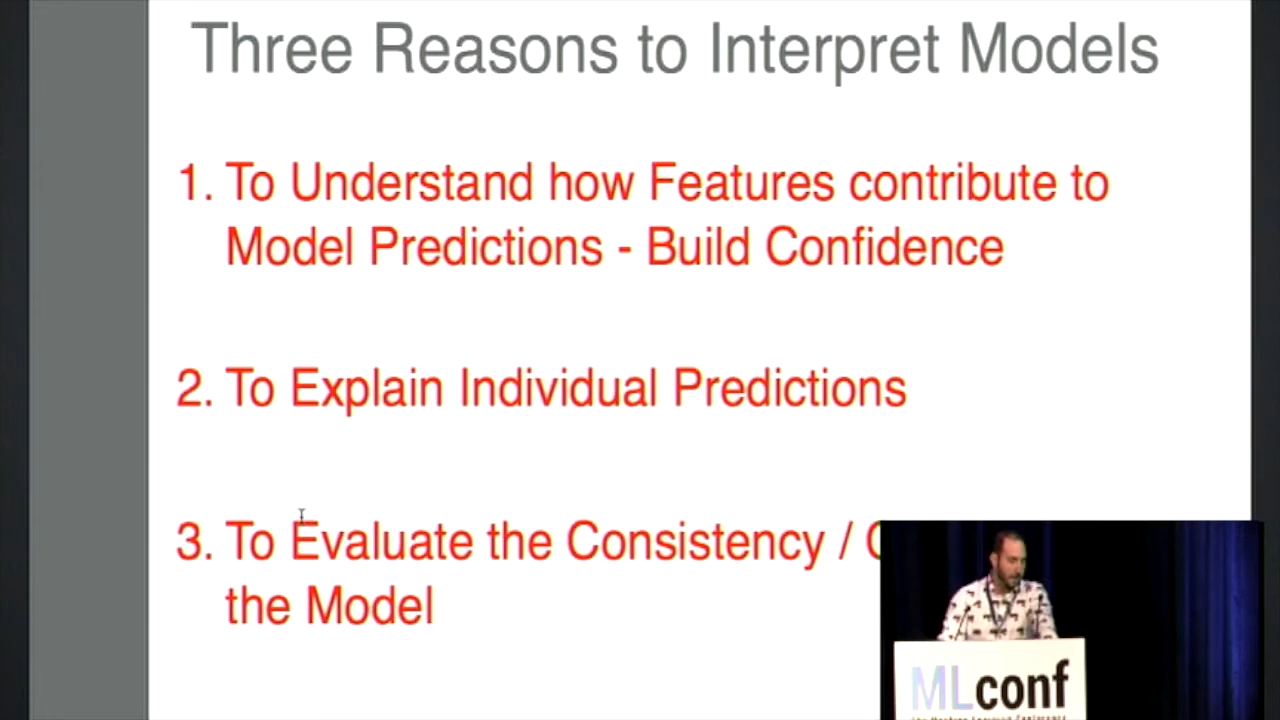 Three Reasons to Interpret Models
1. To Understand how Features contribute to
Model Predictions - Build Confidence
2. To Explain Individual Predictions
3. To Evaluate the Consistency /
the Model
MLconf